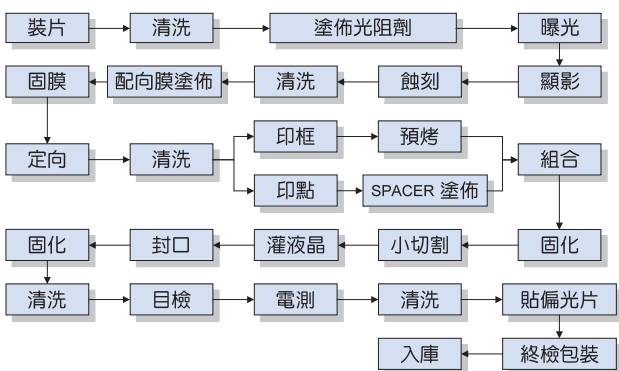 裝片
清洗
塗佈光阻劑
曝光
顯影
蝕刻
清洗
配向膜塗佈
固膜
定向
清洗
印框
預烤
印點
SPACER 塗佈
組合
固化
小切割
灌液晶
封口
固化
清洗
目檢
電測
清洗
貼偏光片
終檢包裝
入庫